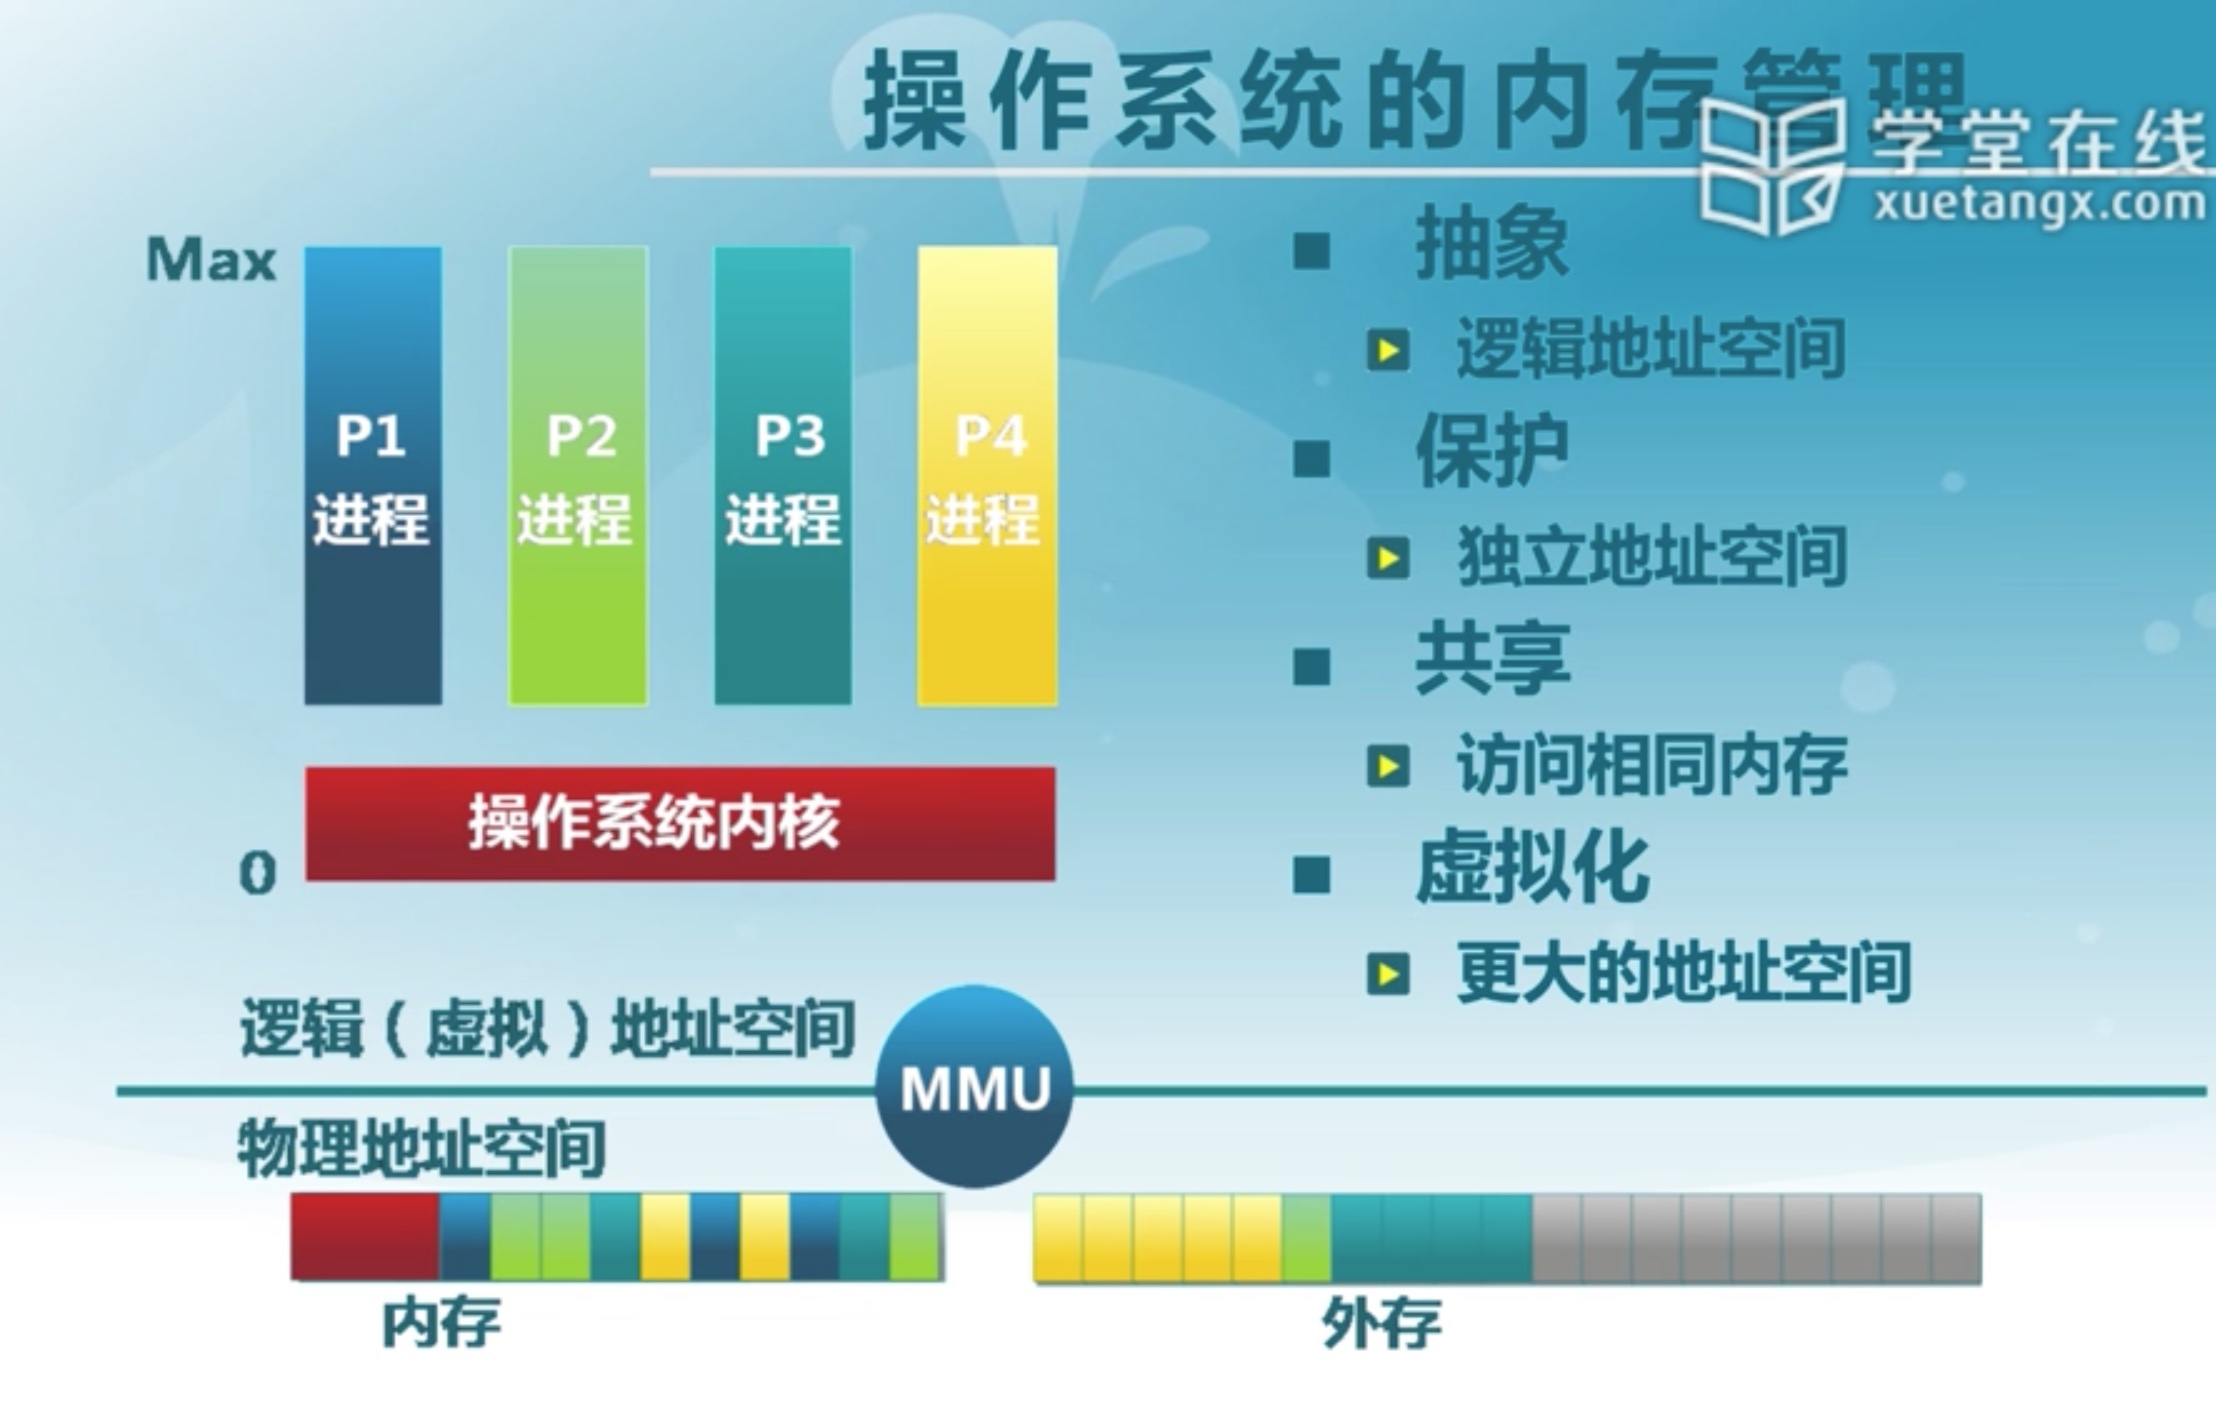 操作系统的内存管理
学堂在线
xuetangx.com
Max
P1
进程
P2
进程
P3
进程
P4
进程
操作系统内核
0
■ 抽象
逻辑地址空间
■ 保护
独立地址空间
■ 共享
访问相同内存
■ 虚拟化
更大的地址空间
逻辑（虚拟）地址空间
MMU
物理地址空间
内存
外存